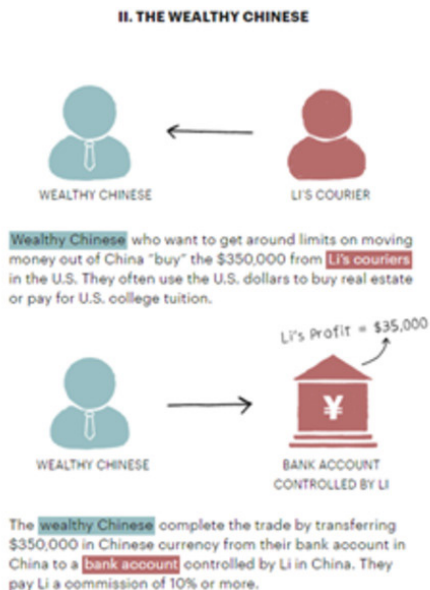 II. THE WEALTHY CHINESE
WEALTHY CHINESE
LI'S COURIER
Wealthy Chinese who want to get around limits on moving
money out of China "buy" the $350,000 from Li's couriers
in the U.S. They often use the U.S. dollars to buy real estate
or pay for U.S. college tuition.
Li's Profit = $35,000
¥
WEALTHY CHINESE
BANK ACCOUNT
CONTROLLED BY LI
The wealthy Chinese complete the trade by transferring
$350,000 in Chinese currency from their bank account in
China to a bank account controlled by Li in China. They
pay Li a commission of 10% or more.